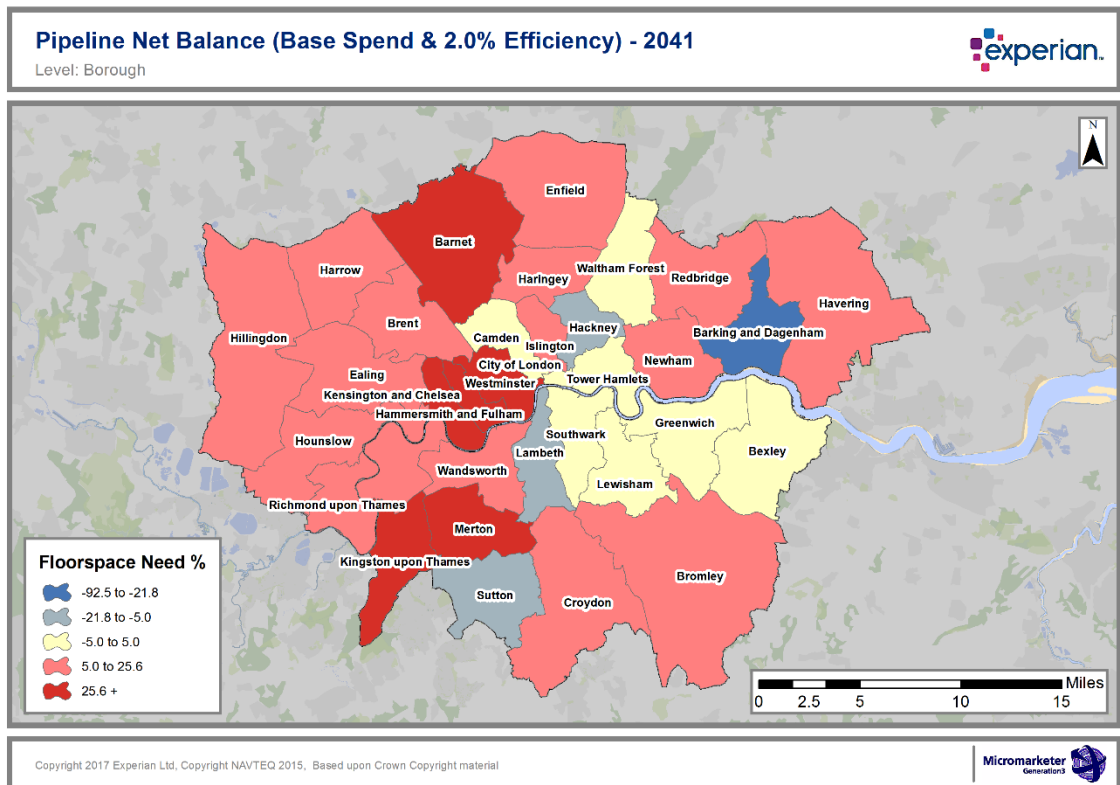 Pipeline Net Balance (Base Spend & 2.0% Efficiency) - 2041
Level: Borough
experian™
N
Enfield
Barnet
Harrow
Haringey
Waltham Forest
Redbridge
Havering
Hillingdon
Brent
Camden
Hackney
Islington
Barking and Dagenham
City of London
Newham
Ealing
Westminster
Tower Hamlets
Kensington and Chelsea
Hammersmith and Fulham
Hounslow
Southwark
Greenwich
Lambeth
Bexley
Wandsworth
Lewisham
Richmond upon Thames
Merton
Kingston upon Thames
Bromley
Sutton
Croydon
Floorspace Need %
-92.5 to -21.8
-21.8 to -5.0
-5.0 to 5.0
5.0 to 25.6
25.6 +
Miles
0 2.5 5 10 15
Copyright 2017 Experian Ltd, Copyright NAVTEQ 2015, Based upon Crown Copyright material
Micromarketer
Generation3